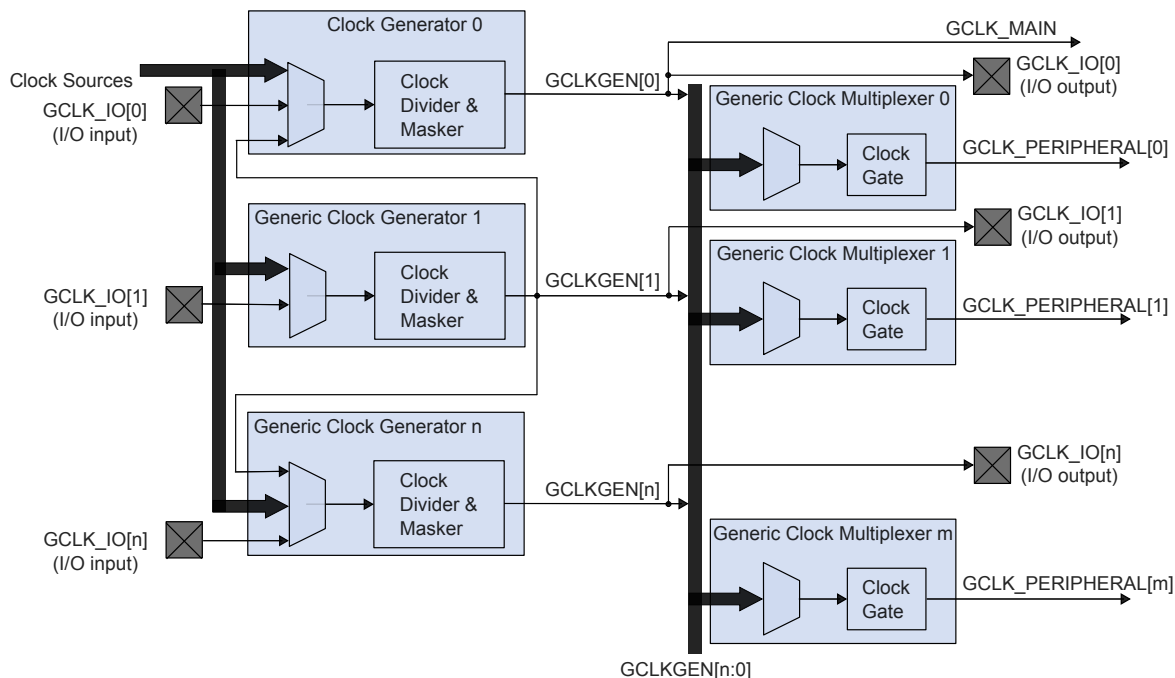 Clock Generator 0
Clock Sources
GCLK_IO[0]
(I/O input)
Clock
Divider &
Masker
GCLKGEN[0]
GCLK_MAIN
GCLK_IO[0]
(I/O output)
Generic Clock Multiplexer 0
Clock
Gate
GCLK_PERIPHERAL[0]
Generic Clock Generator 1
GCLK_IO[1]
(I/O input)
Clock
Divider &
Masker
GCLKGEN[1]
GCLK_IO[1]
(I/O output)
Generic Clock Multiplexer 1
Clock
Gate
GCLK_PERIPHERAL[1]
Generic Clock Generator n
GCLK_IO[n]
(I/O input)
Clock
Divider &
Masker
GCLKGEN[n]
GCLK_IO[n]
(I/O output)
Generic Clock Multiplexer m
Clock
Gate
GCLK_PERIPHERAL[m]
GCLKGEN[n:0]